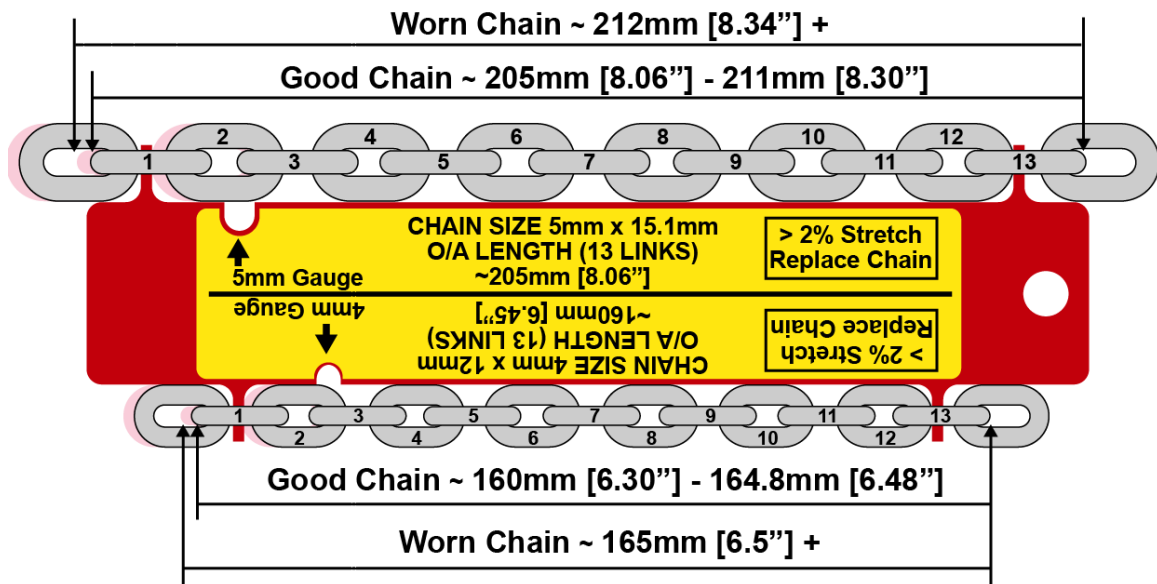 Worn Chain ~ 212mm [8.34”] +
Good Chain ~ 205mm [8.06”] - 211mm [8.30”]
2 4 6 8 10 12
1 3 5 7 9 11 13
CHAIN SIZE 5mm x 15.1mm
O/A LENGTH (13 LINKS)
~205mm [8.06”]
> 2% Stretch
Replace Chain
5mm Gauge
4mm Gauge
CHAIN SIZE 4mm x 12mm
O/A LENGTH (13 LINKS)
~160mm [6.45”]
> 2% Stretch
Replace Chain
1 3 5 7 9 11 13
2 4 6 8 10 12
Good Chain ~ 160mm [6.30”] - 164.8mm [6.48”]
Worn Chain ~ 165mm [6.5”] +